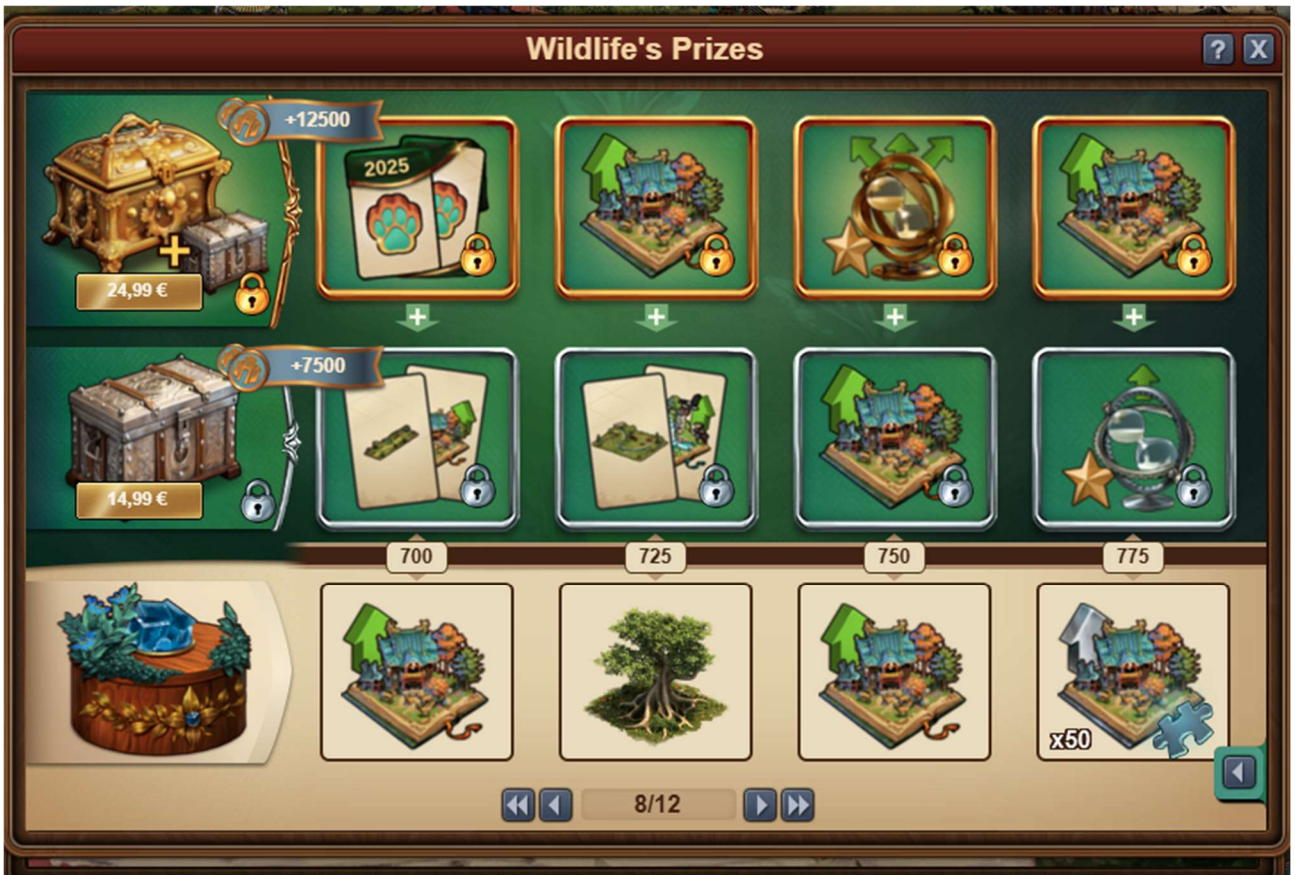 Wildlife's Prizes
? X
+12500
2025
+
24,99 €
+ + + +
+7500
14,99 €
700 725 750 775
x50
8/12